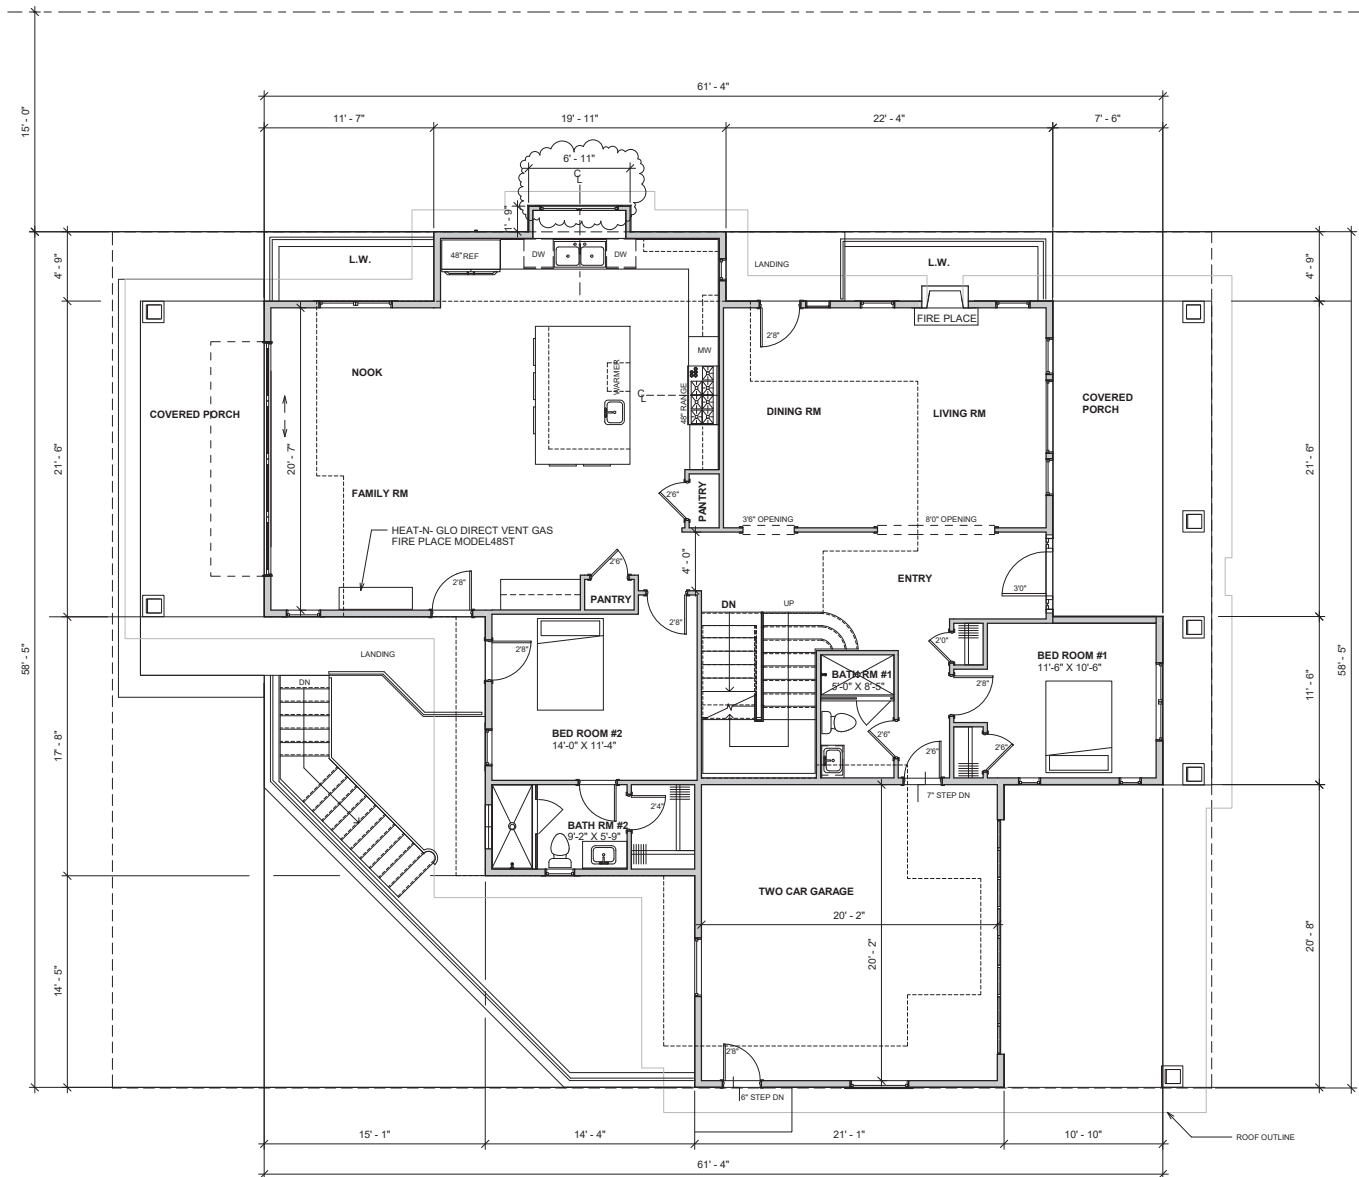 61' - 4"
11' - 7"
19' - 11"
22' - 4"
7' - 6"
15' - 0"
6' - 11"
CL
1' - 9"
4' - 9"
L.W.
48" REF
DW
DW
LANDING
L.W.
4' - 9"
FIRE PLACE
2'8"
MW
NOOK
WARMER
CL
48" RANGE
COVERED PORCH
DINING RM
LIVING RM
COVERED
PORCH
20' - 7"
21' - 6"
21' - 6"
FAMILY RM
2'6"
PANTRY
3'6" OPENING
8'0" OPENING
HEAT-N- GLO DIRECT VENT GAS
FIRE PLACE MODEL48ST
4' - 0"
2'6"
2'8"
ENTRY
3'0"
PANTRY
DN
UP
2'8"
58' - 5"
58' - 5"
LANDING
2'8"
2'0"
BED ROOM #1
11'-6" X 10'-6"
DN
BATH RM #1
5'-0" X 8'-5"
2'8"
11' - 6"
BED ROOM #2
14'-0" X 11'-4"
2'6"
2'6"
2'6"
17' - 8"
7" STEP DN
2'4"
BATH RM #2
9'-2" X 5'-9"
TWO CAR GARAGE
20' - 2"
20' - 2"
20' - 8"
14' - 5"
2'8"
6" STEP DN
15' - 1"
14' - 4"
21' - 1"
10' - 10"
ROOF OUTLINE
61' - 4"